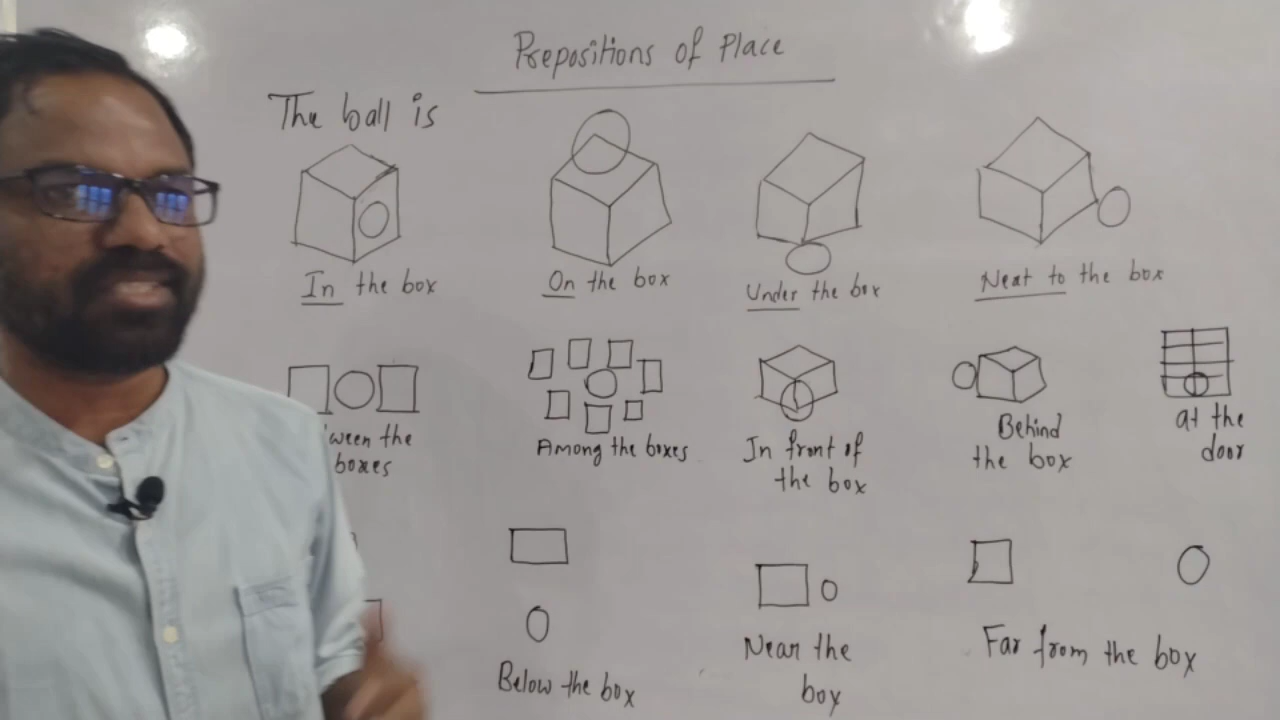 Prepositions of Place
The ball is
In the box
On the box
Under the box
Next to the box
'ween the
boxes
Among the boxes
In front of
the box
Behind
the box
at the
door
Below the box
Near the
box
Far from the box